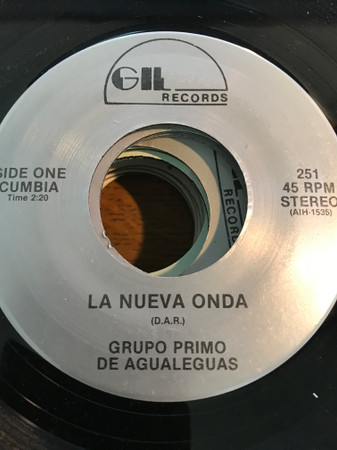 GIL
RECORDS
SIDE ONE
CUMBIA
Time 2:20
251
45 RPM
STEREO
(AIH-1535)
RECORDS
LA NUEVA ONDA
(D.A.R.)
GRUPO PRIMO
DE AGUALEGUAS